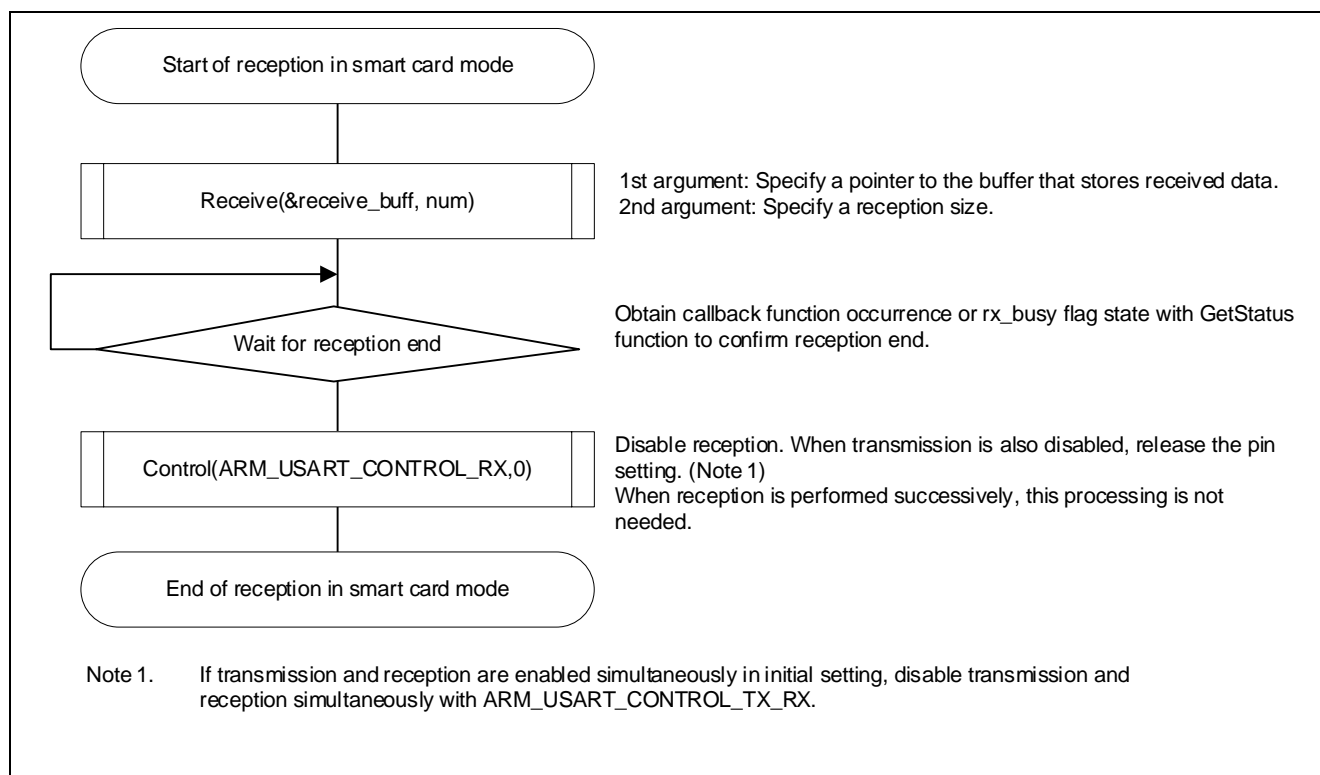 Start of reception in smart card mode
Receive(&receive_buff, num)
1st argument: Specify a pointer to the buffer that stores received data.
2nd argument: Specify a reception size.
Wait for reception end
Obtain callback function occurrence or rx_busy flag state with GetStatus
function to confirm reception end.
Control(ARM_USART_CONTROL_RX,0)
Disable reception. When transmission is also disabled, release the pin
setting. (Note 1)
When reception is performed successively, this processing is not
needed.
End of reception in smart card mode
Note 1. If transmission and reception are enabled simultaneously in initial setting, disable transmission and
reception simultaneously with ARM_USART_CONTROL_TX_RX.